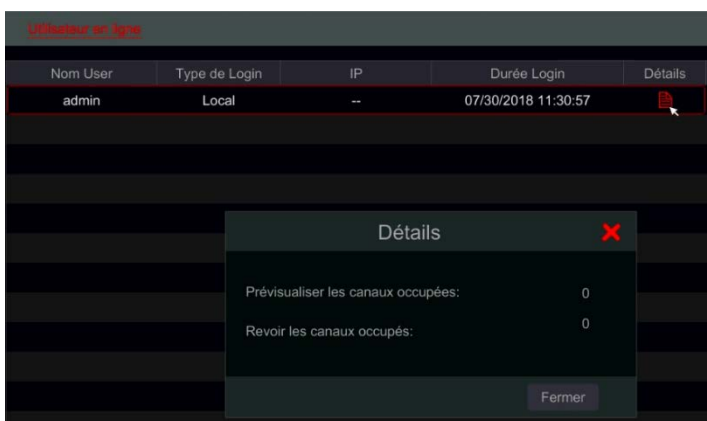 Utilisateur en ligne
Nom User Type de Login IP Durée Login Détails
admin Local -- 07/30/2018 11:30:57
Détails
Prévisualiser les canaux occupées: 0
Revoir les canaux occupés: 0
Fermer